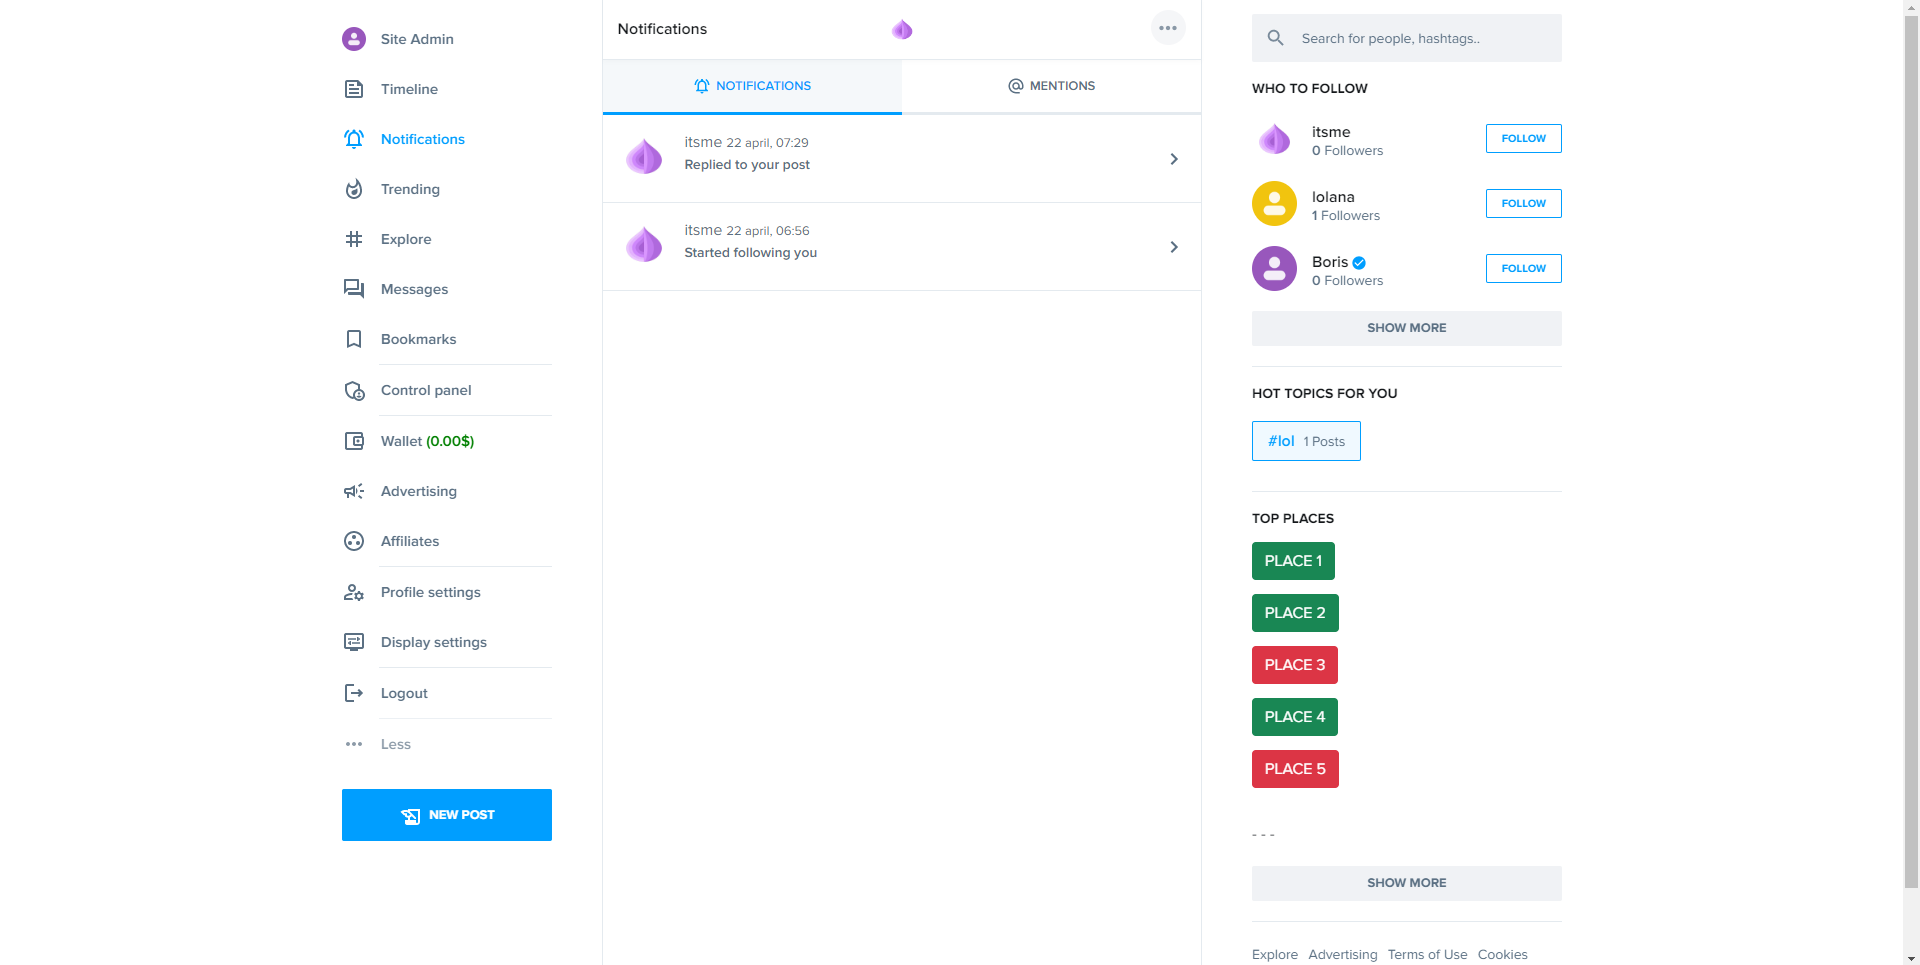 Site Admin
Timeline
Notifications
Trending
Explore
Messages
Bookmarks
Control panel
Wallet (0.00$)
Advertising
Affiliates
Profile settings
Display settings
Logout
Less
NEW POST
Notifications
NOTIFICATIONS
MENTIONS
itsme 22 april, 07:29
Replied to your post
itsme 22 april, 06:56
Started following you
Search for people, hashtags..
WHO TO FOLLOW
itsme
0 Followers
FOLLOW
lolana
1 Followers
FOLLOW
Boris
0 Followers
FOLLOW
SHOW MORE
HOT TOPICS FOR YOU
#lol 1 Posts
TOP PLACES
PLACE 1
PLACE 2
PLACE 3
PLACE 4
PLACE 5
- - -
SHOW MORE
Explore Advertising Terms of Use Cookies